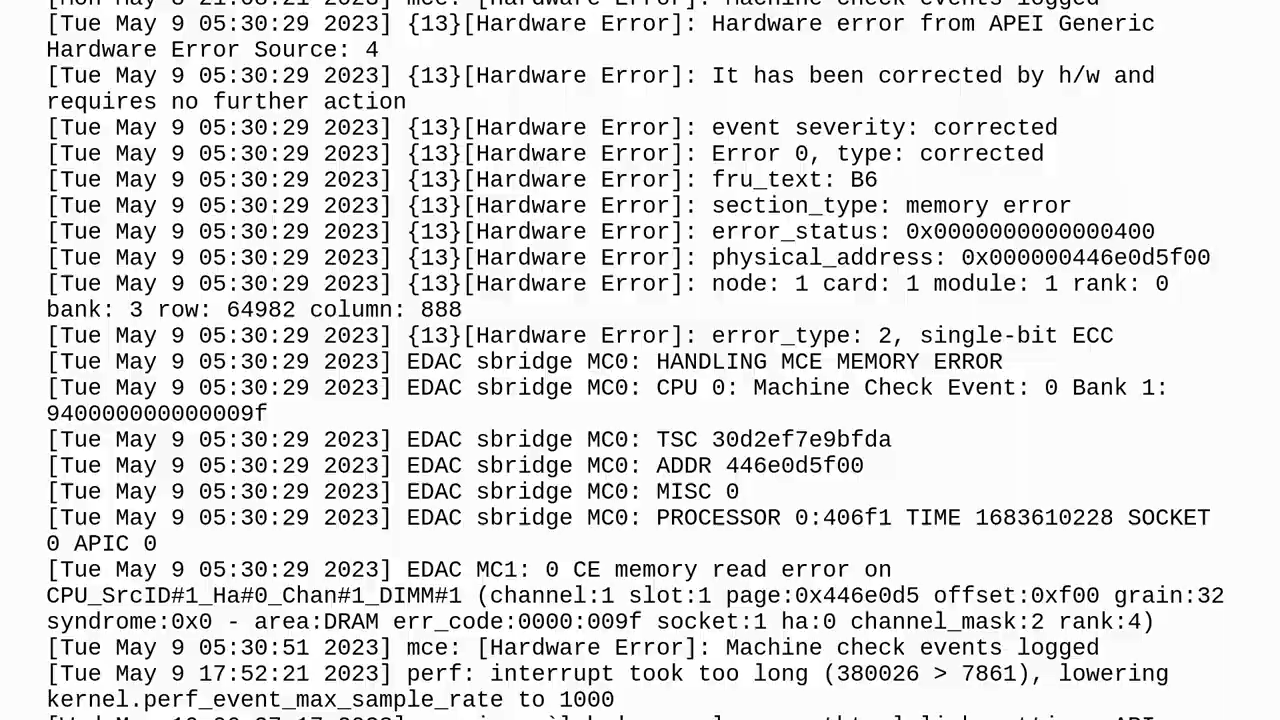 [Mon May 8 21:08:21 2023] mce: [Hardware Error]: Machine check events logged
[Tue May 9 05:30:29 2023] {13}[Hardware Error]: Hardware error from APEI Generic
Hardware Error Source: 4
[Tue May 9 05:30:29 2023] {13}[Hardware Error]: It has been corrected by h/w and
requires no further action
[Tue May 9 05:30:29 2023] {13}[Hardware Error]: event severity: corrected
[Tue May 9 05:30:29 2023] {13}[Hardware Error]: Error 0, type: corrected
[Tue May 9 05:30:29 2023] {13}[Hardware Error]: fru_text: B6
[Tue May 9 05:30:29 2023] {13}[Hardware Error]: section_type: memory error
[Tue May 9 05:30:29 2023] {13}[Hardware Error]: error_status: 0x0000000000000400
[Tue May 9 05:30:29 2023] {13}[Hardware Error]: physical_address: 0x000000446e0d5f00
[Tue May 9 05:30:29 2023] {13}[Hardware Error]: node: 1 card: 1 module: 1 rank: 0
bank: 3 row: 64982 column: 888
[Tue May 9 05:30:29 2023] {13}[Hardware Error]: error_type: 2, single-bit ECC
[Tue May 9 05:30:29 2023] EDAC sbridge MC0: HANDLING MCE MEMORY ERROR
[Tue May 9 05:30:29 2023] EDAC sbridge MC0: CPU 0: Machine Check Event: 0 Bank 1:
940000000000009f
[Tue May 9 05:30:29 2023] EDAC sbridge MC0: TSC 30d2ef7e9bfda
[Tue May 9 05:30:29 2023] EDAC sbridge MC0: ADDR 446e0d5f00
[Tue May 9 05:30:29 2023] EDAC sbridge MC0: MISC 0
[Tue May 9 05:30:29 2023] EDAC sbridge MC0: PROCESSOR 0:406f1 TIME 1683610228 SOCKET
0 APIC 0
[Tue May 9 05:30:29 2023] EDAC MC1: 0 CE memory read error on
CPU_SrcID#1_Ha#0_Chan#1_DIMM#1 (channel:1 slot:1 page:0x446e0d5 offset:0xf00 grain:32
syndrome:0x0 - area:DRAM err_code:0000:009f socket:1 ha:0 channel_mask:2 rank:4)
[Tue May 9 05:30:51 2023] mce: [Hardware Error]: Machine check events logged
[Tue May 9 17:52:21 2023] perf: interrupt took too long (380026 > 7861), lowering
kernel.perf_event_max_sample_rate to 1000